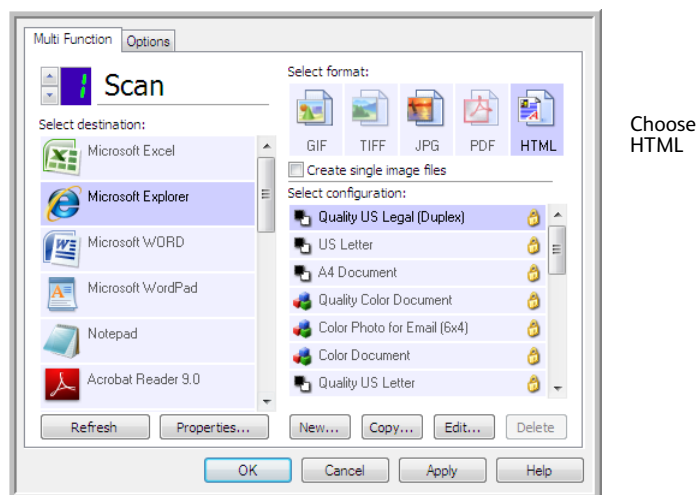 Multi Function
Options
1 Scan
Select destination:
Microsoft Excel
Microsoft Explorer
Microsoft WORD
Microsoft WordPad
Notepad
Acrobat Reader 9.0
Refresh
Properties...
Select format:
GIF
TIFF
JPG
PDF
HTML
Create single image files
Select configuration:
Quality US Legal (Duplex)
US Letter
A4 Document
Quality Color Document
Color Photo for Email (6x4)
Color Document
Quality US Letter
New...
Copy...
Edit...
Delete
OK
Cancel
Apply
Help
Choose
HTML